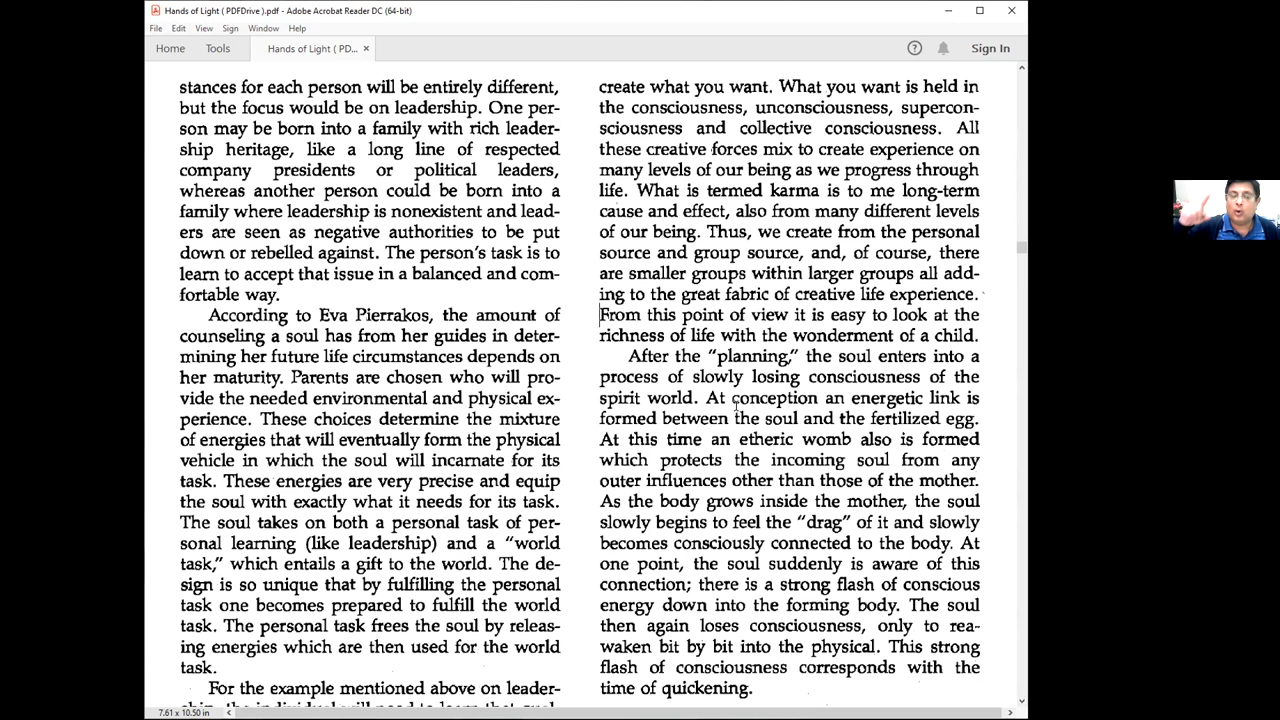 Hands of Light ( PDFDrive ).pdf - Adobe Acrobat Reader DC (64-bit)
File Edit View Sign Window Help
Home Tools Hands of Light ( PD... × Sign In
stances for each person will be entirely different,
but the focus would be on leadership. One per-
son may be born into a family with rich leader-
ship heritage, like a long line of respected
company presidents or political leaders,
whereas another person could be born into a
family where leadership is nonexistent and lead-
ers are seen as negative authorities to be put
down or rebelled against. The person's task is to
learn to accept that issue in a balanced and com-
fortable way.
According to Eva Pierrakos, the amount of
counseling a soul has from her guides in deter-
mining her future life circumstances depends on
her maturity. Parents are chosen who will pro-
vide the needed environmental and physical ex-
perience. These choices determine the mixture
of energies that will eventually form the physical
vehicle in which the soul will incarnate for its
task. These energies are very precise and equip
the soul with exactly what it needs for its task.
The soul takes on both a personal task of per-
sonal learning (like leadership) and a “world
task,” which entails a gift to the world. The de-
sign is so unique that by fulfilling the personal
task one becomes prepared to fulfill the world
task. The personal task frees the soul by releas-
ing energies which are then used for the world
task.
For the example mentioned above on leader-
create what you want. What you want is held in
the consciousness, unconsciousness, supercon-
sciousness and collective consciousness. All
these creative forces mix to create experience on
many levels of our being as we progress through
life. What is termed karma is to me long-term
cause and effect, also from many different levels
of our being. Thus, we create from the personal
source and group source, and, of course, there
are smaller groups within larger groups all add-
ing to the great fabric of creative life experience.
From this point of view it is easy to look at the
richness of life with the wonderment of a child.
After the “planning,” the soul enters into a
process of slowly losing consciousness of the
spirit world. At conception an energetic link is
formed between the soul and the fertilized egg.
At this time an etheric womb also is formed
which protects the incoming soul from any
outer influences other than those of the mother.
As the body grows inside the mother, the soul
slowly begins to feel the “drag” of it and slowly
becomes consciously connected to the body. At
one point, the soul suddenly is aware of this
connection; there is a strong flash of conscious
energy down into the forming body. The soul
then again loses consciousness, only to rea-
waken bit by bit into the physical. This strong
flash of consciousness corresponds with the
time of quickening.
7.61 x 10.50 in